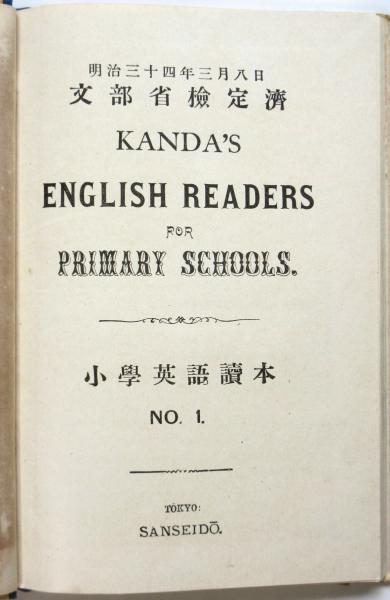 明治三十四年三月八日
文部省檢定濟
KANDA'S
ENGLISH READERS
FOR
PRIMARY SCHOOLS.
小學英語讀本
NO. 1.
TŌKYO:
SANSEIDŌ.